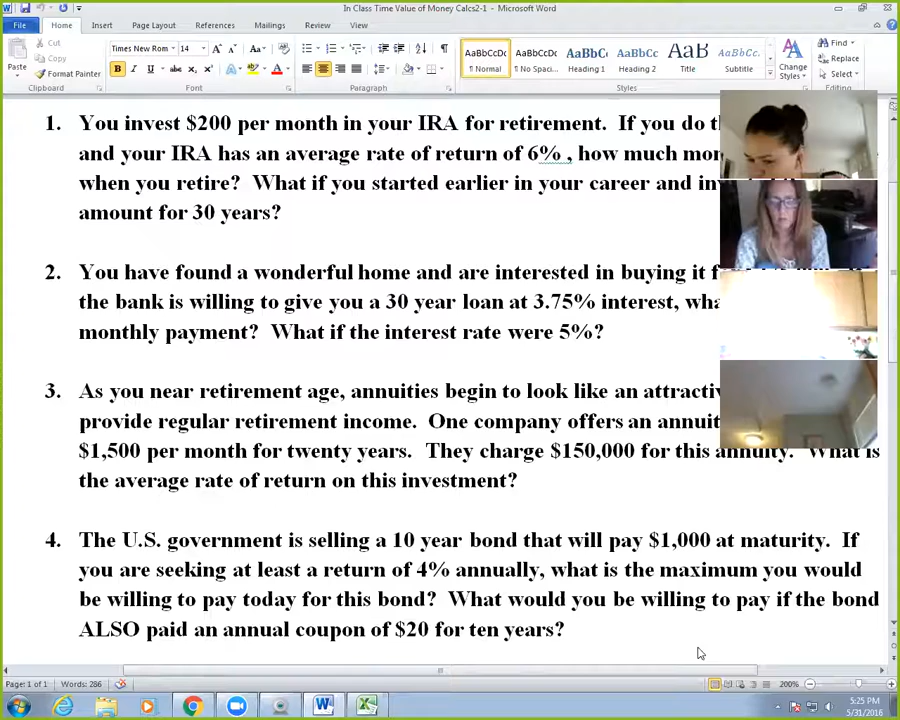 In Class Time Value of Money Calcs2-1 - Microsoft Word
File Home Insert Page Layout References Mailings Review View
Cut
Copy
Format Painter
Paste
Clipboard
Times New Rom 14
Font
Paragraph
AaBbCcDc AaBbCcDc AaBbC AaBbCc AaB AaBbCc.
¶ Normal ¶ No Spaci... Heading 1 Heading 2 Title Subtitle
Change Styles
Styles
Find
Replace
Select
Editing
1. You invest $200 per month in your IRA for retirement. If you do
and your IRA has an average rate of return of 6% , how much
when you retire? What if you started earlier in your career and
amount for 30 years?
2. You have found a wonderful home and are interested in buying it
the bank is willing to give you a 30 year loan at 3.75% interest,
monthly payment? What if the interest rate were 5%?
3. As you near retirement age, annuities begin to look like an
provide regular retirement income. One company offers an
$1,500 per month for twenty years. They charge $150,000 for this annuity. What is
the average rate of return on this investment?
4. The U.S. government is selling a 10 year bond that will pay $1,000 at maturity. If
you are seeking at least a return of 4% annually, what is the maximum you would
be willing to pay today for this bond? What would you be willing to pay if the bond
ALSO paid an annual coupon of $20 for ten years?
Page: 1 of 1 Words: 286 200%
5:25 PM
5/31/2016